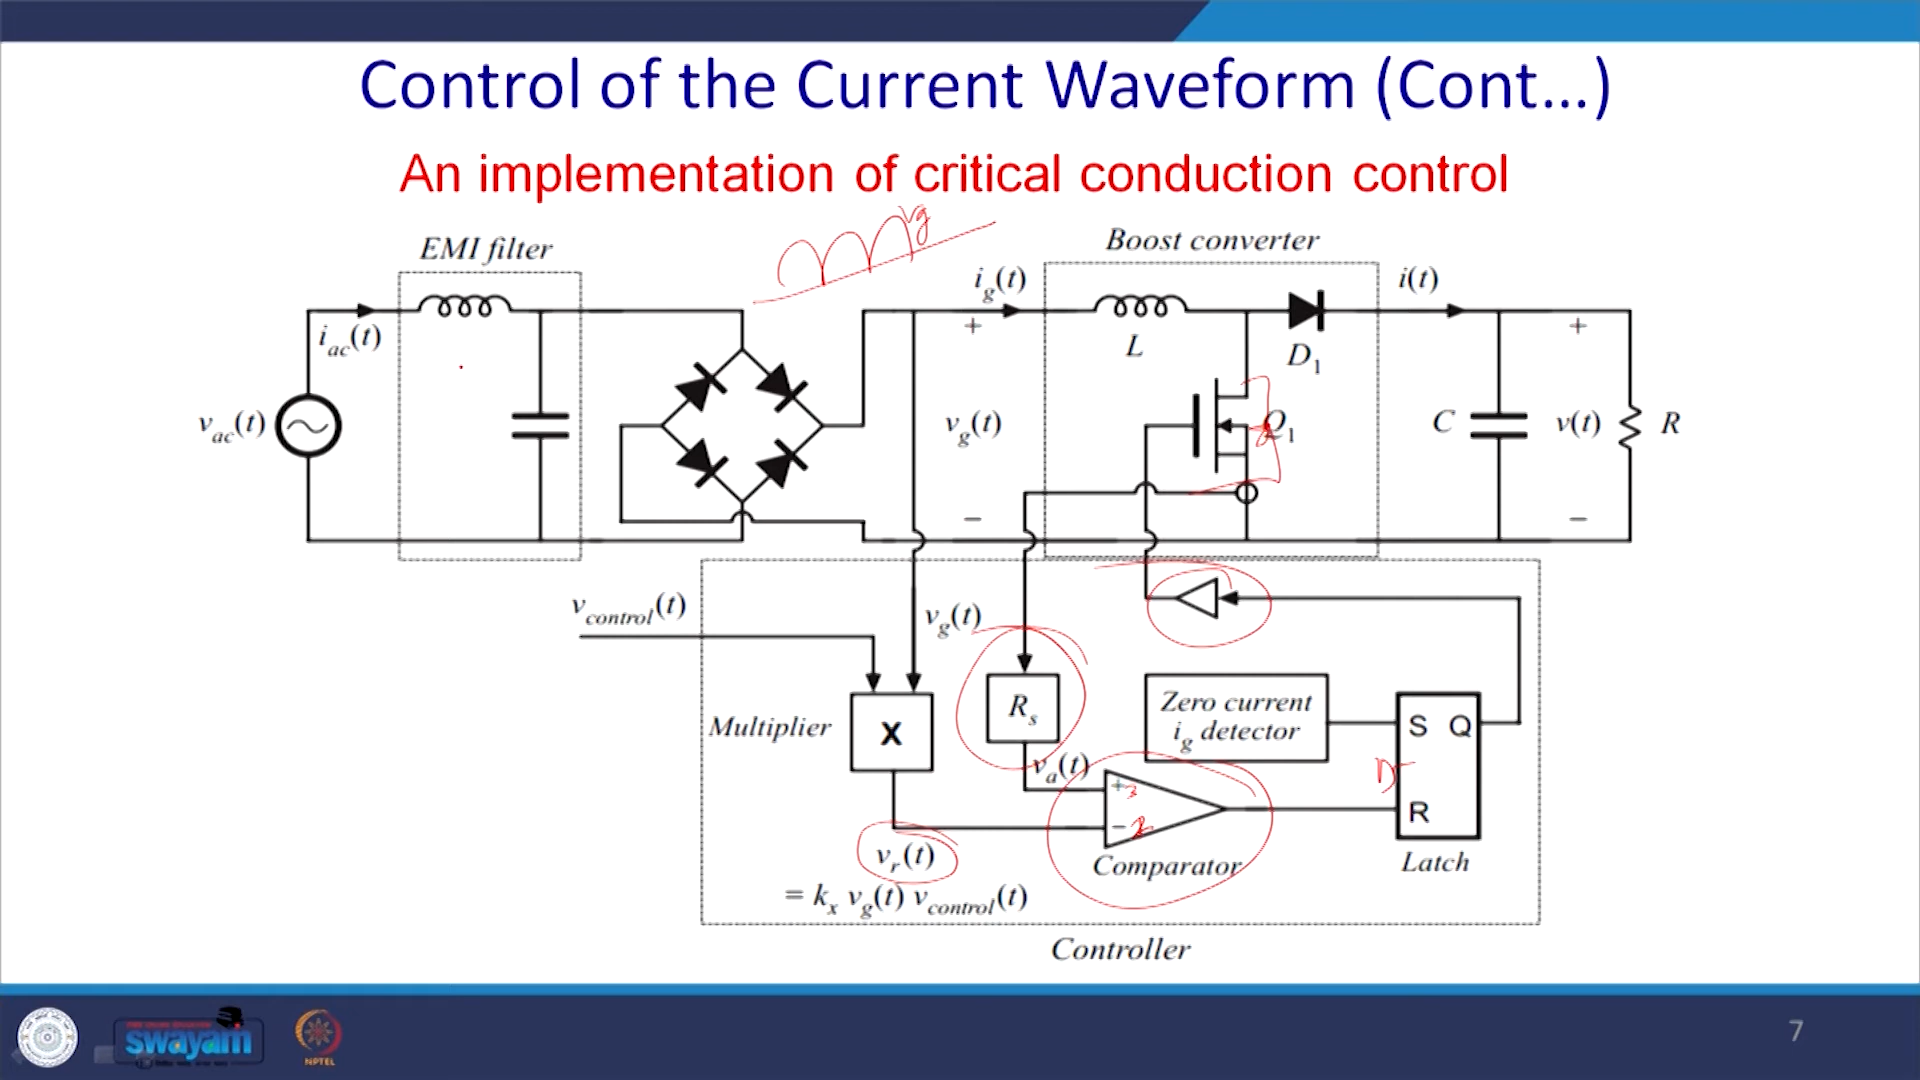 Control of the Current Waveform (Cont...)
An implementation of critical conduction control
vg
EMI filter
Boost converter
i_g(t)
i(t)
i_ac(t)
+
+
L
D_1
v_ac(t)
v_g(t)
Q_1
C
v(t)
R
−
−
v_control(t)
v_g(t)
Multiplier
X
R_s
Zero current
i_g detector
S Q
v_a(t)
+
−
R
v_r(t)
Comparator
Latch
= k_x v_g(t) v_control(t)
Controller
swayam
NPTEL
7